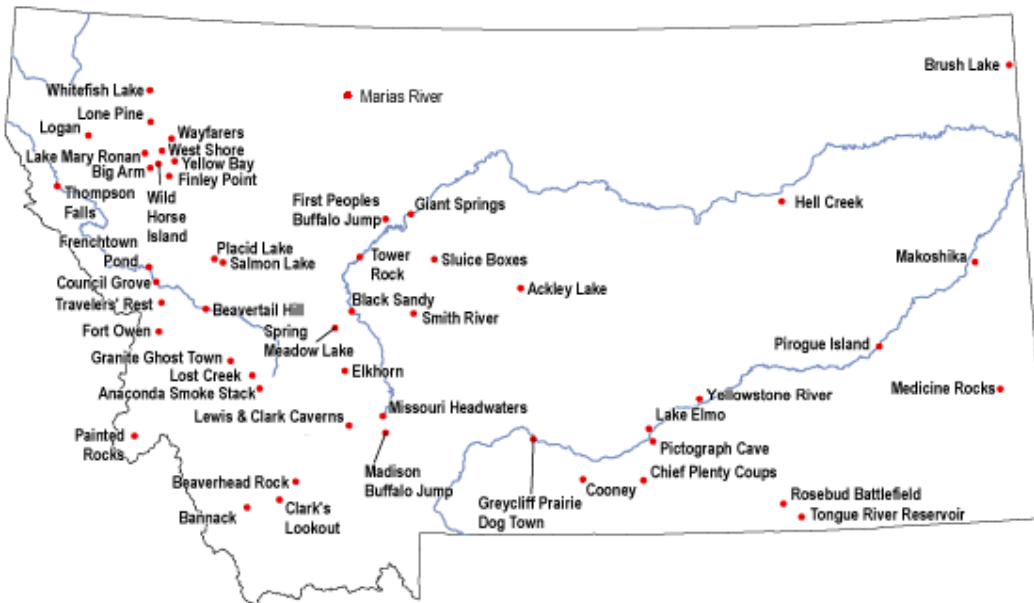 Brush Lake
Whitefish Lake
Marias River
Lone Pine
Logan
Wayfarers
West Shore
Lake Mary Ronan
Yellow Bay
Big Arm
Finley Point
Thompson
Falls
Wild
Horse
Island
First Peoples
Buffalo Jump
Giant Springs
Hell Creek
Frenchtown
Pond
Placid Lake
Salmon Lake
Tower
Rock
Sluice Boxes
Makoshika
Council Grove
Travelers' Rest
Beavertail Hill
Black Sandy
Ackley Lake
Smith River
Fort Owen
Spring
Meadow Lake
Pirogue Island
Granite Ghost Town
Lost Creek
Elkhorn
Anaconda Smoke Stack
Medicine Rocks
Yellowstone River
Lewis & Clark Caverns
Missouri Headwaters
Lake Elmo
Painted
Rocks
Pictograph Cave
Madison
Buffalo Jump
Chief Plenty Coups
Beaverhead Rock
Cooney
Clark's
Lookout
Bannack
Greycliff Prairie
Dog Town
Rosebud Battlefield
Tongue River Reservoir